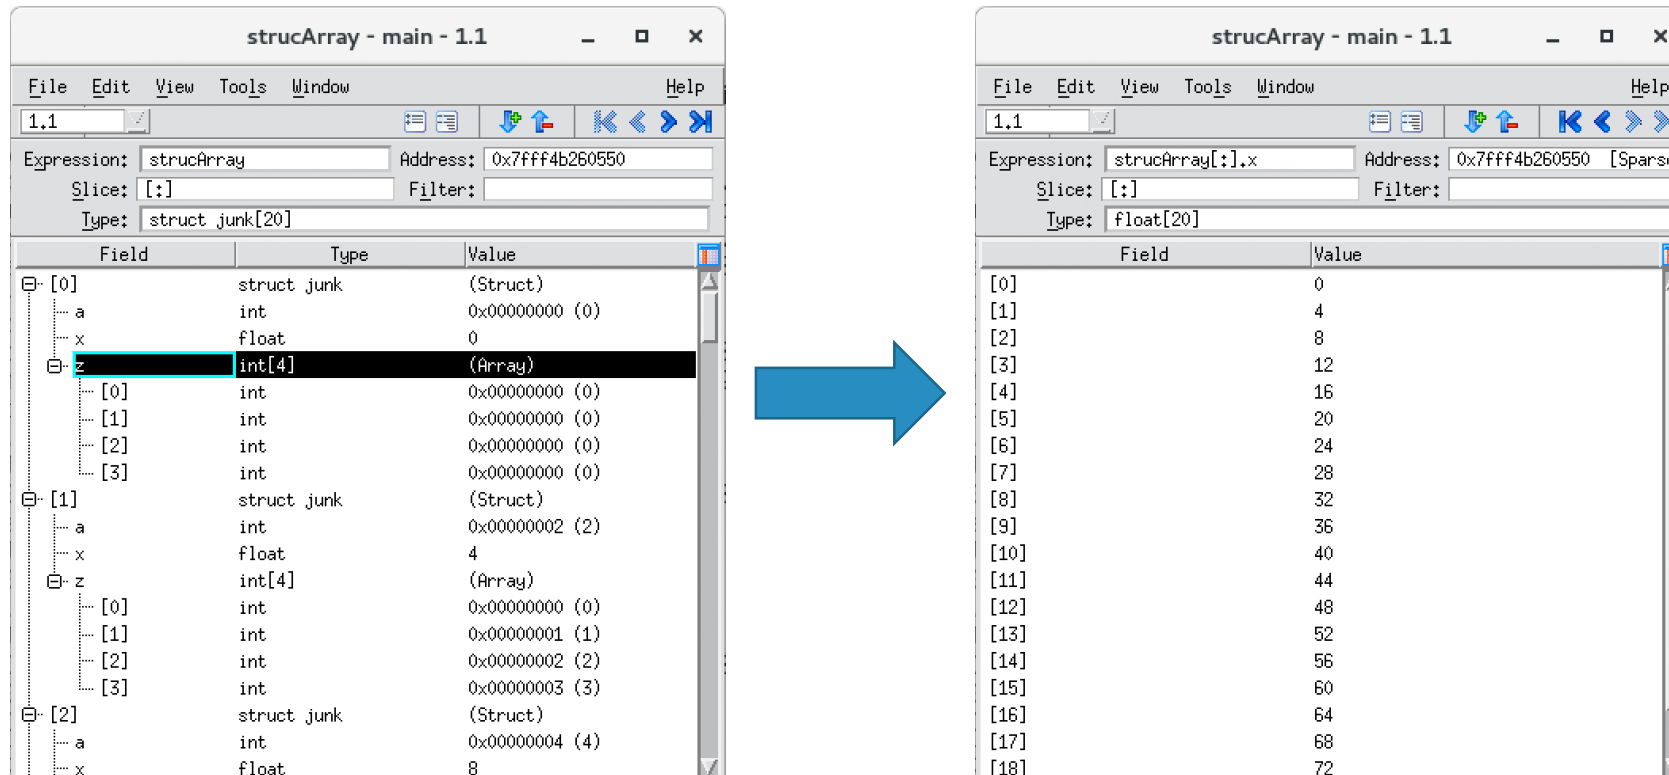 strucArray - main - 1.1
File Edit View Tools Window Help
1.1
Expression: strucArray Address: 0x7fff4b260550
Slice: [:] Filter:
Type: struct junk[20]
Field Type Value
[0] struct junk (Struct)
a int 0x00000000 (0)
x float 0
z int[4] (Array)
[0] int 0x00000000 (0)
[1] int 0x00000000 (0)
[2] int 0x00000000 (0)
[3] int 0x00000000 (0)
[1] struct junk (Struct)
a int 0x00000002 (2)
x float 4
z int[4] (Array)
[0] int 0x00000000 (0)
[1] int 0x00000001 (1)
[2] int 0x00000002 (2)
[3] int 0x00000003 (3)
[2] struct junk (Struct)
a int 0x00000004 (4)
x float 8
strucArray - main - 1.1
File Edit View Tools Window Help
1.1
Expression: strucArray[:].x Address: 0x7fff4b260550 [Spars
Slice: [:] Filter:
Type: float[20]
Field Value
[0] 0
[1] 4
[2] 8
[3] 12
[4] 16
[5] 20
[6] 24
[7] 28
[8] 32
[9] 36
[10] 40
[11] 44
[12] 48
[13] 52
[14] 56
[15] 60
[16] 64
[17] 68
[18] 72